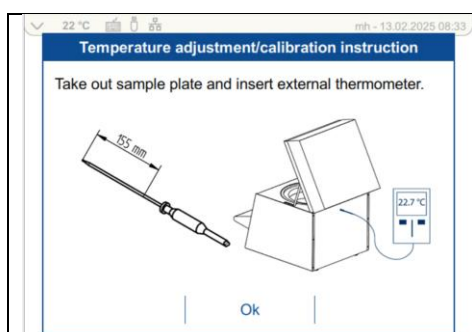 22 °C
mh - 13.02.2025 08:33
Temperature adjustment/calibration instruction
Take out sample plate and insert external thermometer.
155 mm
22.7 °C
Ok